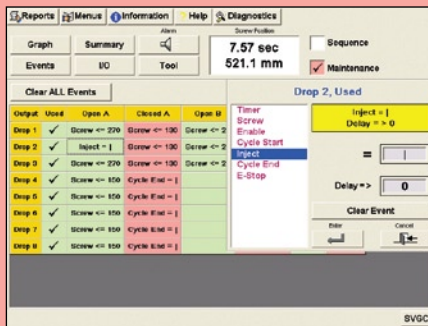 Reports Menus Information Help Diagnostics
Alarm Screw Position
Graph Summary 7.57 sec Sequence
Events I/O Tool 521.1 mm Maintenance
Clear ALL Events Drop 2, Used
Output Used Open A Closed A Open B
Drop 1 ✓ Screw <= 270 Screw <= 130 Screw <= 2
Drop 2 ✓ Inject = | Screw <= 130 Screw <= 2
Drop 3 ✓ Screw <= 270 Screw <= 130 Screw <= 2
Drop 4 ✓ Screw <= 150 Cycle End = |
Drop 5 ✓ Screw <= 150 Cycle End = |
Drop 6 ✓ Screw <= 150 Cycle End = |
Drop 7 ✓ Screw <= 150 Cycle End = |
Drop 8 ✓ Screw <= 150 Cycle End = |
Timer
Screw
Enable
Cycle Start
Inject
Cycle End
E-Stop
Inject = |
Delay = > 0
= |
Delay => 0
Clear Event
Enter Cancel
SVGC